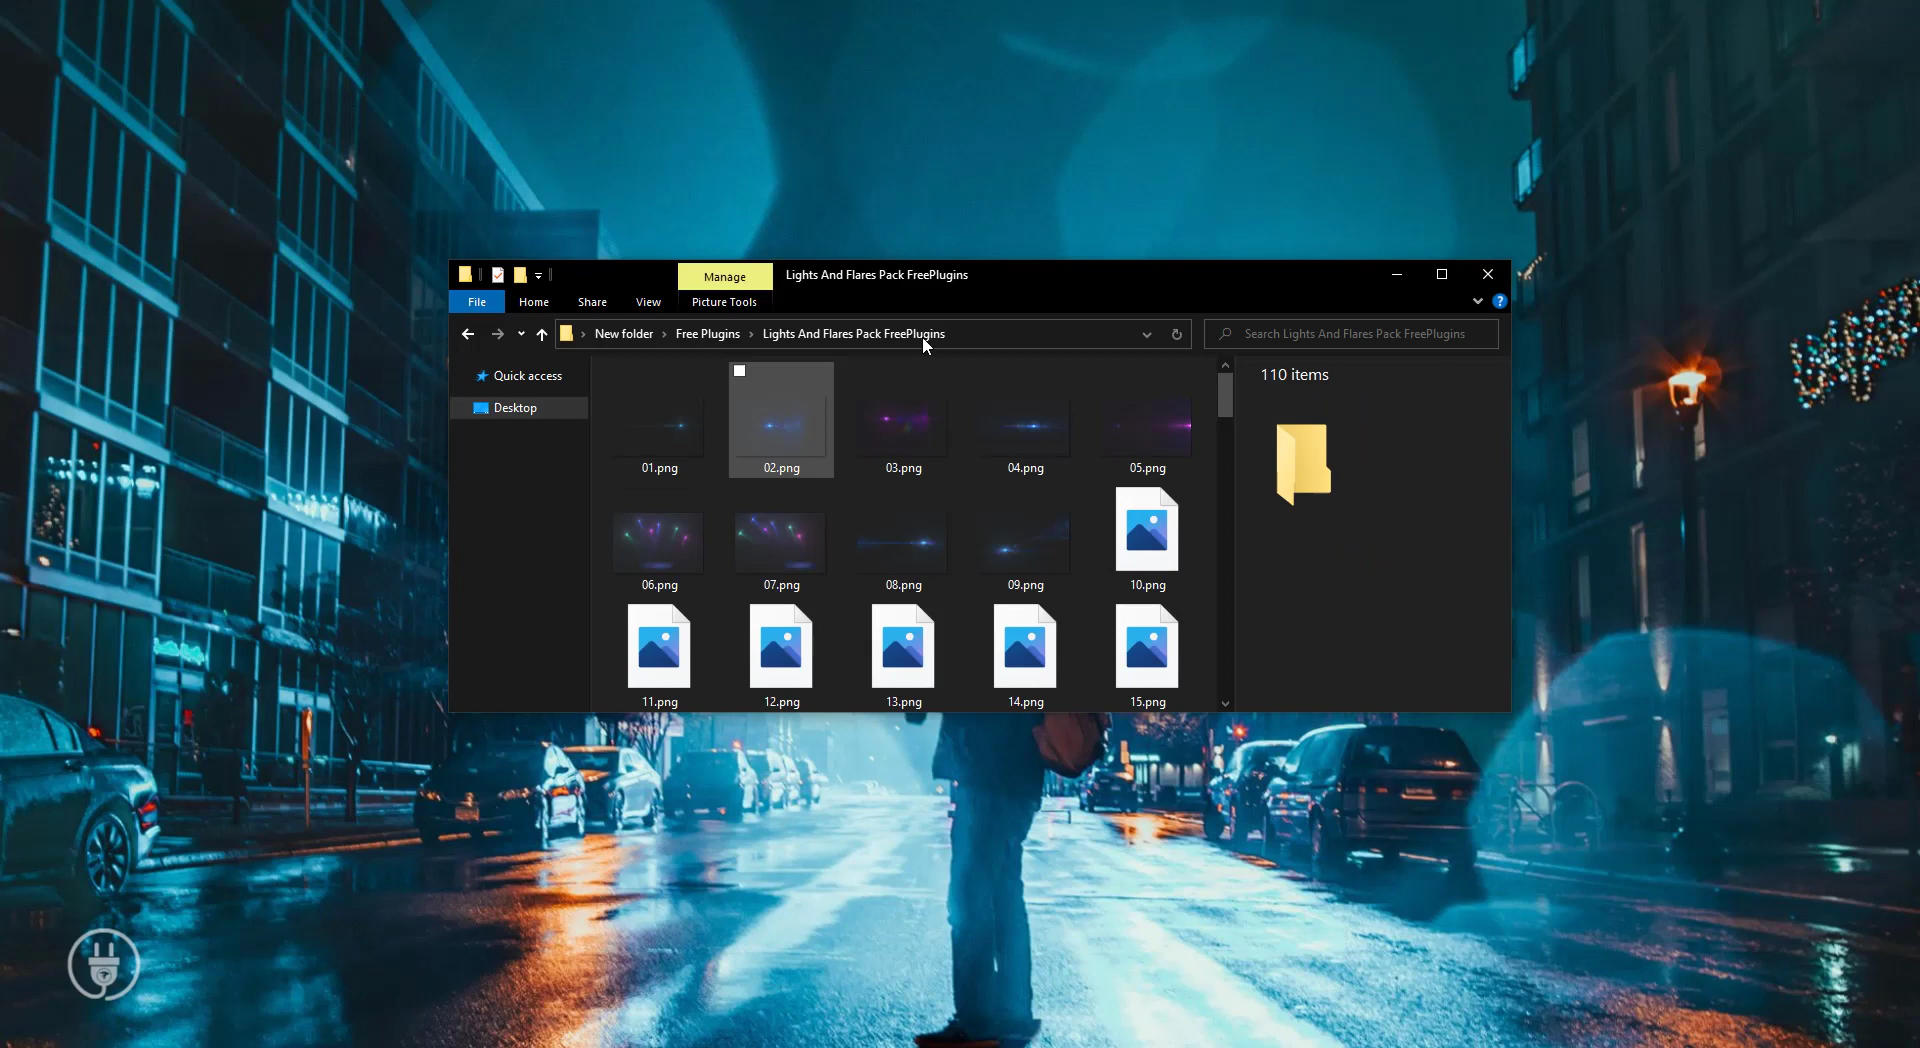 Manage
Lights And Flares Pack FreePlugins
File
Home
Share
View
Picture Tools
?
New folder
Free Plugins
Lights And Flares Pack FreePlugins
Search Lights And Flares Pack FreePlugins
Quick access
Desktop
110 items
01.png
02.png
03.png
04.png
05.png
06.png
07.png
08.png
09.png
10.png
11.png
12.png
13.png
14.png
15.png